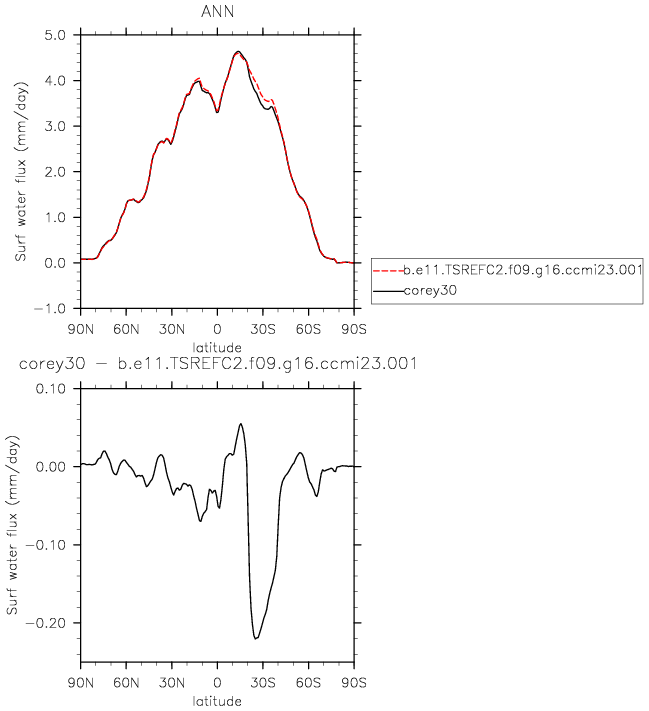 ANN
5.0
4.0
3.0
2.0
1.0
0.0
−1.0
Surf water flux (mm/day)
90N 60N 30N 0 30S 60S 90S
latitude
b.e11.TSREFC2.f09.g16.ccmi23.001
corey30
corey30 − b.e11.TSREFC2.f09.g16.ccmi23.001
0.10
0.00
−0.10
−0.20
Surf water flux (mm/day)
90N 60N 30N 0 30S 60S 90S
latitude